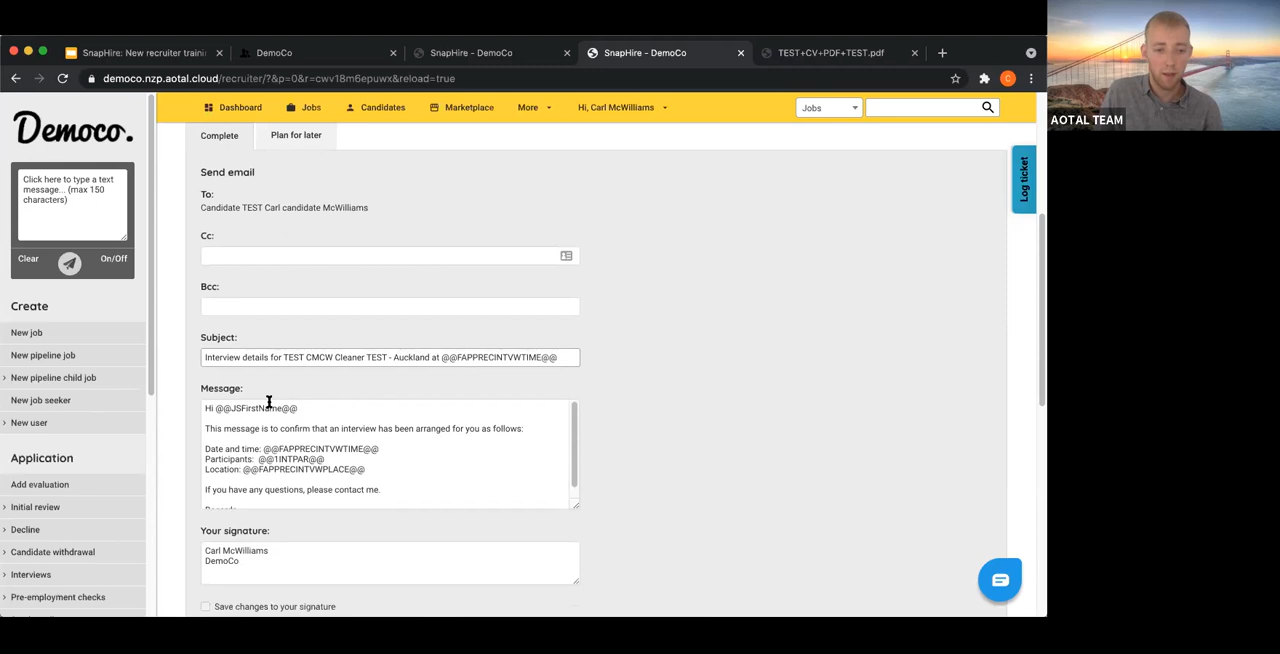 SnapHire: New recruiter traini
DemoCo
SnapHire - DemoCo
SnapHire - DemoCo
TEST+CV+PDF+TEST.pdf
democo.nzp.aotal.cloud/recruiter/?&p=0&r=cwv18m6epuwx&reload=true
C
AOTAL TEAM
Democo.
Dashboard
Jobs
Candidates
Marketplace
More
Hi, Carl McWilliams
Jobs
Click here to type a text
message... (max 150
characters)
Clear
On/Off
Create
New job
New pipeline job
New pipeline child job
New job seeker
New user
Application
Add evaluation
Initial review
Decline
Candidate withdrawal
Interviews
Pre-employment checks
Complete
Plan for later
Send email
To:
Candidate TEST Carl candidate McWilliams
Cc:
Bcc:
Subject:
Interview details for TEST CMCW Cleaner TEST - Auckland at @@FAPPRECINTVWTIME@@
Message:
Hi @@JSFirstName@@
This message is to confirm that an interview has been arranged for you as follows:
Date and time: @@FAPPRECINTVWTIME@@
Participants: @@1INTPAR@@
Location: @@FAPPRECINTVWPLACE@@
If you have any questions, please contact me.
Your signature:
Carl McWilliams
DemoCo
Save changes to your signature
Log ticket